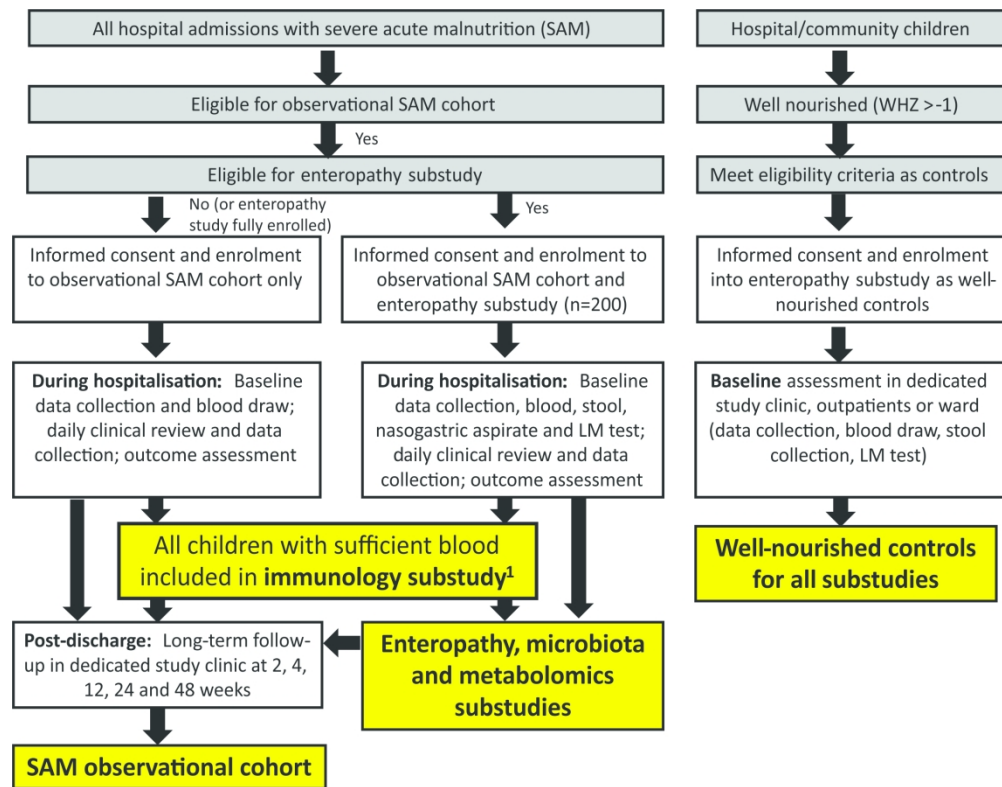 All hospital admissions with severe acute malnutrition (SAM)
Hospital/community children
Eligible for observational SAM cohort
Well nourished (WHZ >-1)
Yes
Eligible for enteropathy substudy
Meet eligibility criteria as controls
No (or enteropathy
study fully enrolled)
Yes
Informed consent and enrolment
to observational SAM cohort only
Informed consent and enrolment to
observational SAM cohort and
enteropathy substudy (n=200)
Informed consent and enrolment
into enteropathy substudy as well-
nourished controls
During hospitalisation: Baseline
data collection and blood draw;
daily clinical review and data
collection; outcome assessment
During hospitalisation: Baseline
data collection, blood, stool,
nasogastric aspirate and LM test;
daily clinical review and data
collection; outcome assessment
Baseline assessment in dedicated
study clinic, outpatients or ward
(data collection, blood draw, stool
collection, LM test)
All children with sufficient blood
included in immunology substudy¹
Well-nourished controls
for all substudies
Post-discharge: Long-term follow-
up in dedicated study clinic at 2, 4,
12, 24 and 48 weeks
Enteropathy, microbiota
and metabolomics
substudies
SAM observational cohort